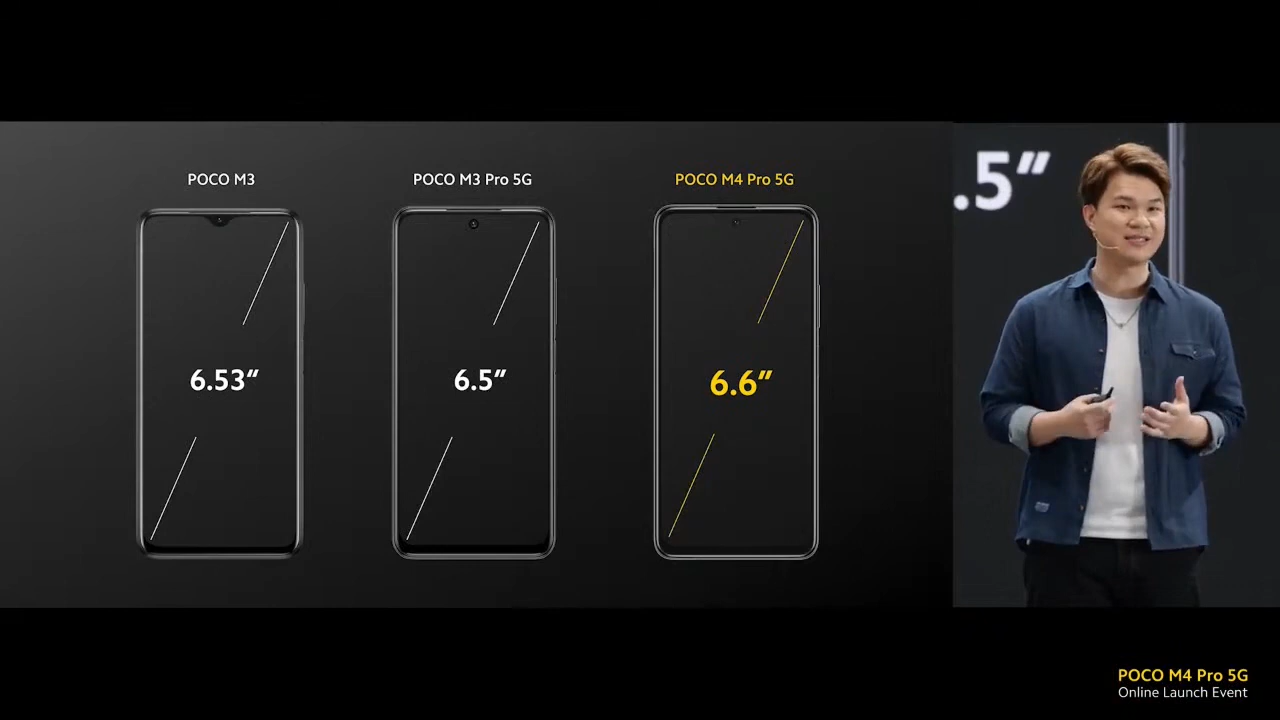 POCO M3
POCO M3 Pro 5G
POCO M4 Pro 5G
6.53″
6.5″
6.6″
.5″
POCO M4 Pro 5G
Online Launch Event